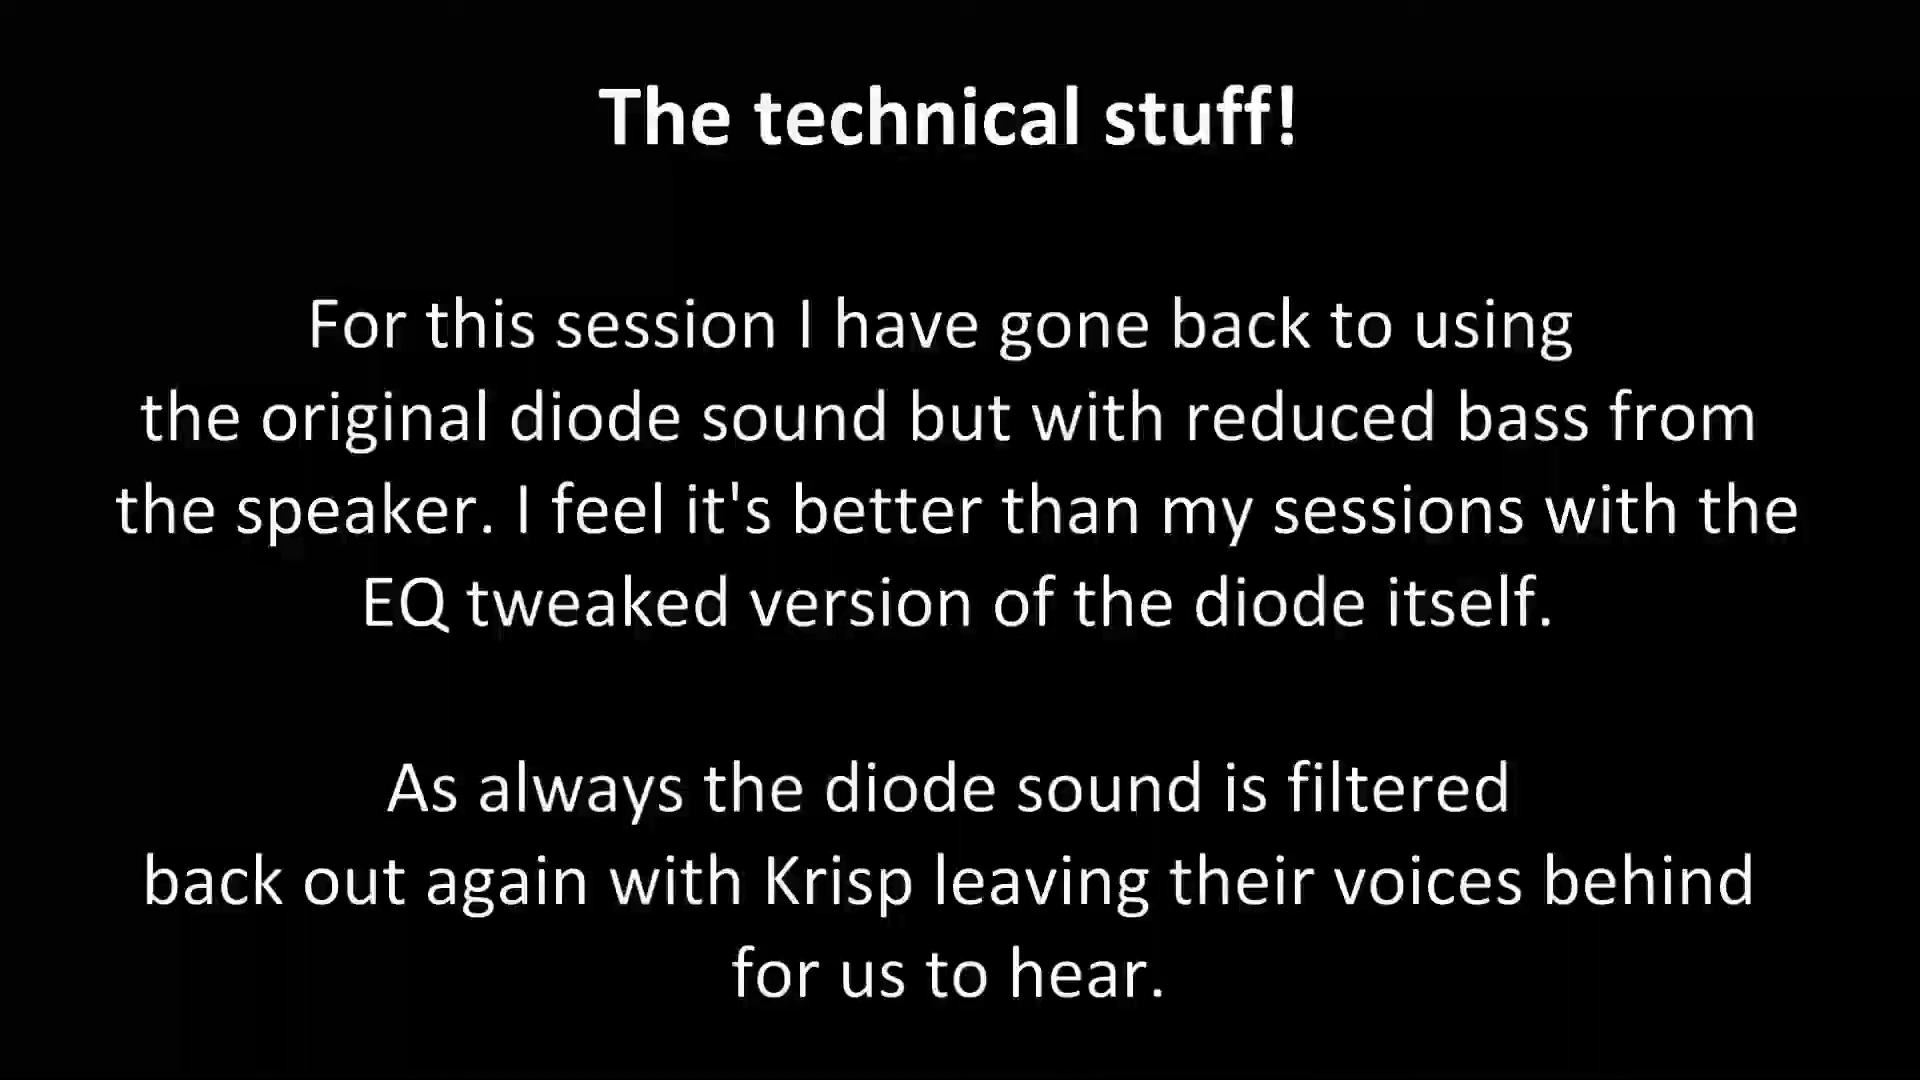 The technical stuff!
For this session I have gone back to using
the original diode sound but with reduced bass from
the speaker. I feel it's better than my sessions with the
EQ tweaked version of the diode itself.
As always the diode sound is filtered
back out again with Krisp leaving their voices behind
for us to hear.